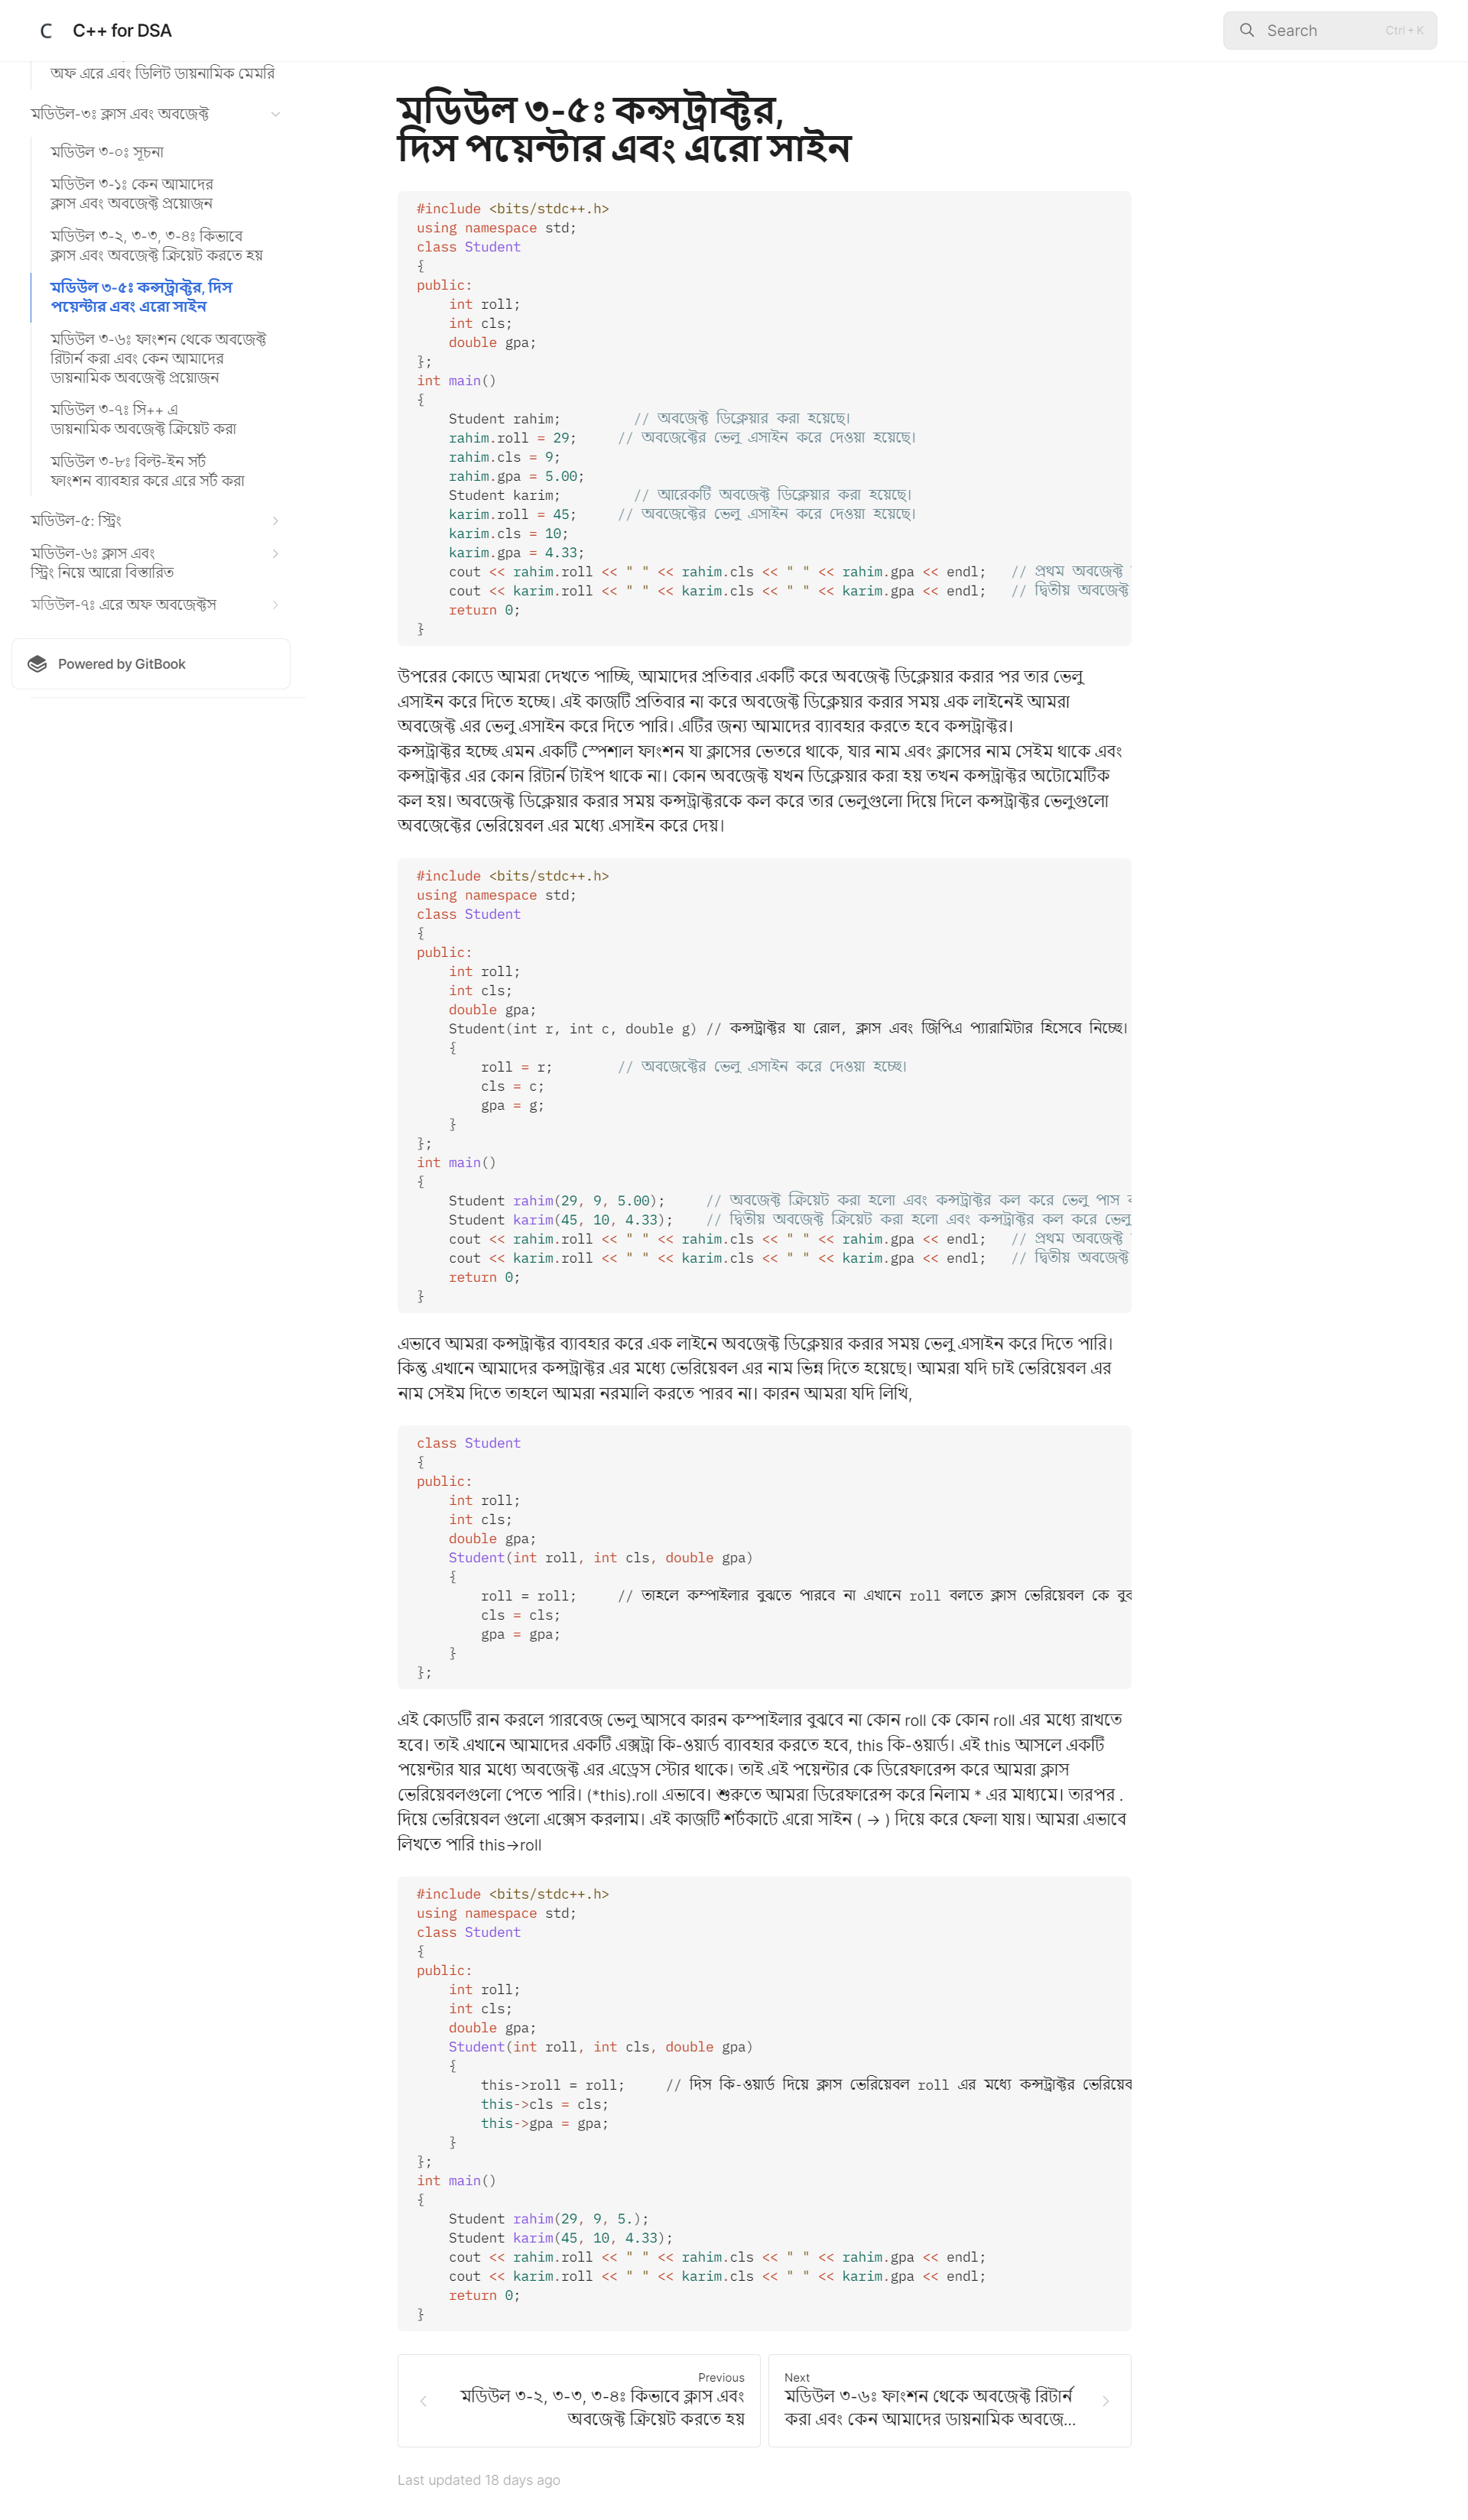 C
C++ for DSA
Search
Ctrl + K
অফ এরে এবং ডিলিট ডায়নামিক মেমরি
মডিউল-৩ঃ ক্লাস এবং অবজেক্ট
মডিউল ৩-০ঃ সূচনা
মডিউল ৩-১ঃ কেন আমাদের
ক্লাস এবং অবজেক্ট প্রয়োজন
মডিউল ৩-২, ৩-৩, ৩-৪ঃ কিভাবে
ক্লাস এবং অবজেক্ট ক্রিয়েট করতে হয়
মডিউল ৩-৫ঃ কন্সট্রাক্টর, দিস
পয়েন্টার এবং এরো সাইন
মডিউল ৩-৬ঃ ফাংশন থেকে অবজেক্ট
রিটার্ন করা এবং কেন আমাদের
ডায়নামিক অবজেক্ট প্রয়োজন
মডিউল ৩-৭ঃ সি++ এ
ডায়নামিক অবজেক্ট ক্রিয়েট করা
মডিউল ৩-৮ঃ বিল্ট-ইন সর্ট
ফাংশন ব্যাবহার করে এরে সর্ট করা
মডিউল-৫: স্ট্রিং
মডিউল-৬ঃ ক্লাস এবং
স্ট্রিং নিয়ে আরো বিস্তারিত
মডিউল-৭ঃ এরে অফ অবজেক্টস
Powered by GitBook
মডিউল ৩-৫ঃ কন্সট্রাক্টর,
দিস পয়েন্টার এবং এরো সাইন
#include <bits/stdc++.h>
using namespace std;
class Student
{
public:
    int roll;
    int cls;
    double gpa;
};
int main()
{
    Student rahim;         // অবজেক্ট ডিক্লেয়ার করা হয়েছে।
    rahim.roll = 29;     // অবজেক্টের ভেলু এসাইন করে দেওয়া হয়েছে।
    rahim.cls = 9;
    rahim.gpa = 5.00;
    Student karim;         // আরেকটি অবজেক্ট ডিক্লেয়ার করা হয়েছে।
    karim.roll = 45;     // অবজেক্টের ভেলু এসাইন করে দেওয়া হয়েছে।
    karim.cls = 10;
    karim.gpa = 4.33;
    cout << rahim.roll << " " << rahim.cls << " " << rahim.gpa << endl;   // প্রথম অবজেক্ট
    cout << karim.roll << " " << karim.cls << " " << karim.gpa << endl;   // দ্বিতীয় অবজেক্ট
    return 0;
}
উপরের কোডে আমরা দেখতে পাচ্ছি, আমাদের প্রতিবার একটি করে অবজেক্ট ডিক্লেয়ার করার পর তার ভেলু
এসাইন করে দিতে হচ্ছে। এই কাজটি প্রতিবার না করে অবজেক্ট ডিক্লেয়ার করার সময় এক লাইনেই আমরা
অবজেক্ট এর ভেলু এসাইন করে দিতে পারি। এটির জন্য আমাদের ব্যাবহার করতে হবে কন্সট্রাক্টর।
কন্সট্রাক্টর হচ্ছে এমন একটি স্পেশাল ফাংশন যা ক্লাসের ভেতরে থাকে, যার নাম এবং ক্লাসের নাম সেইম থাকে এবং
কন্সট্রাক্টর এর কোন রিটার্ন টাইপ থাকে না। কোন অবজেক্ট যখন ডিক্লেয়ার করা হয় তখন কন্সট্রাক্টর অটোমেটিক
কল হয়। অবজেক্ট ডিক্লেয়ার করার সময় কন্সট্রাক্টরকে কল করে তার ভেলুগুলো দিয়ে দিলে কন্সট্রাক্টর ভেলুগুলো
অবজেক্টের ভেরিয়েবল এর মধ্যে এসাইন করে দেয়।
#include <bits/stdc++.h>
using namespace std;
class Student
{
public:
    int roll;
    int cls;
    double gpa;
    Student(int r, int c, double g) // কন্সট্রাক্টর যা রোল, ক্লাস এবং জিপিএ প্যারামিটার হিসেবে নিচ্ছে।
    {
        roll = r;        // অবজেক্টের ভেলু এসাইন করে দেওয়া হচ্ছে।
        cls = c;
        gpa = g;
    }
};
int main()
{
    Student rahim(29, 9, 5.00);     // অবজেক্ট ক্রিয়েট করা হলো এবং কন্সট্রাক্টর কল করে ভেলু পাস
    Student karim(45, 10, 4.33);    // দ্বিতীয় অবজেক্ট ক্রিয়েট করা হলো এবং কন্সট্রাক্টর কল করে ভেলু
    cout << rahim.roll << " " << rahim.cls << " " << rahim.gpa << endl;   // প্রথম অবজেক্ট
    cout << karim.roll << " " << karim.cls << " " << karim.gpa << endl;   // দ্বিতীয় অবজেক্ট
    return 0;
}
এভাবে আমরা কন্সট্রাক্টর ব্যাবহার করে এক লাইনে অবজেক্ট ডিক্লেয়ার করার সময় ভেলু এসাইন করে দিতে পারি।
কিন্তু এখানে আমাদের কন্সট্রাক্টর এর মধ্যে ভেরিয়েবল এর নাম ভিন্ন দিতে হয়েছে। আমরা যদি চাই ভেরিয়েবল এর
নাম সেইম দিতে তাহলে আমরা নরমালি করতে পারব না। কারন আমরা যদি লিখি,
class Student
{
public:
    int roll;
    int cls;
    double gpa;
    Student(int roll, int cls, double gpa)
    {
        roll = roll;     // তাহলে কম্পাইলার বুঝতে পারবে না এখানে roll বলতে ক্লাস ভেরিয়েবল কে
        cls = cls;
        gpa = gpa;
    }
};
এই কোডটি রান করলে গারবেজ ভেলু আসবে কারন কম্পাইলার বুঝবে না কোন roll কে কোন roll এর মধ্যে রাখতে
হবে। তাই এখানে আমাদের একটি এক্সট্রা কি-ওয়ার্ড ব্যাবহার করতে হবে, this কি-ওয়ার্ড। এই this আসলে একটি
পয়েন্টার যার মধ্যে অবজেক্ট এর এড্রেস স্টোর থাকে। তাই এই পয়েন্টার কে ডিরেফারেন্স করে আমরা ক্লাস
ভেরিয়েবলগুলো পেতে পারি। (*this).roll এভাবে। শুরুতে আমরা ডিরেফারেন্স করে নিলাম * এর মাধ্যমে। তারপর .
দিয়ে ভেরিয়েবল গুলো এক্সেস করলাম। এই কাজটি শর্টকাটে এরো সাইন ( → ) দিয়ে করে ফেলা যায়। আমরা এভাবে
লিখতে পারি this→roll
#include <bits/stdc++.h>
using namespace std;
class Student
{
public:
    int roll;
    int cls;
    double gpa;
    Student(int roll, int cls, double gpa)
    {
        this->roll = roll;     // দিস কি-ওয়ার্ড দিয়ে ক্লাস ভেরিয়েবল roll এর মধ্যে কন্সট্রাক্টর
        this->cls = cls;
        this->gpa = gpa;
    }
};
int main()
{
    Student rahim(29, 9, 5.);
    Student karim(45, 10, 4.33);
    cout << rahim.roll << " " << rahim.cls << " " << rahim.gpa << endl;
    cout << karim.roll << " " << karim.cls << " " << karim.gpa << endl;
    return 0;
}
Previous
মডিউল ৩-২, ৩-৩, ৩-৪ঃ কিভাবে ক্লাস এবং
অবজেক্ট ক্রিয়েট করতে হয়
Next
মডিউল ৩-৬ঃ ফাংশন থেকে অবজেক্ট রিটার্ন
করা এবং কেন আমাদের ডায়নামিক অবজে...
Last updated 18 days ago